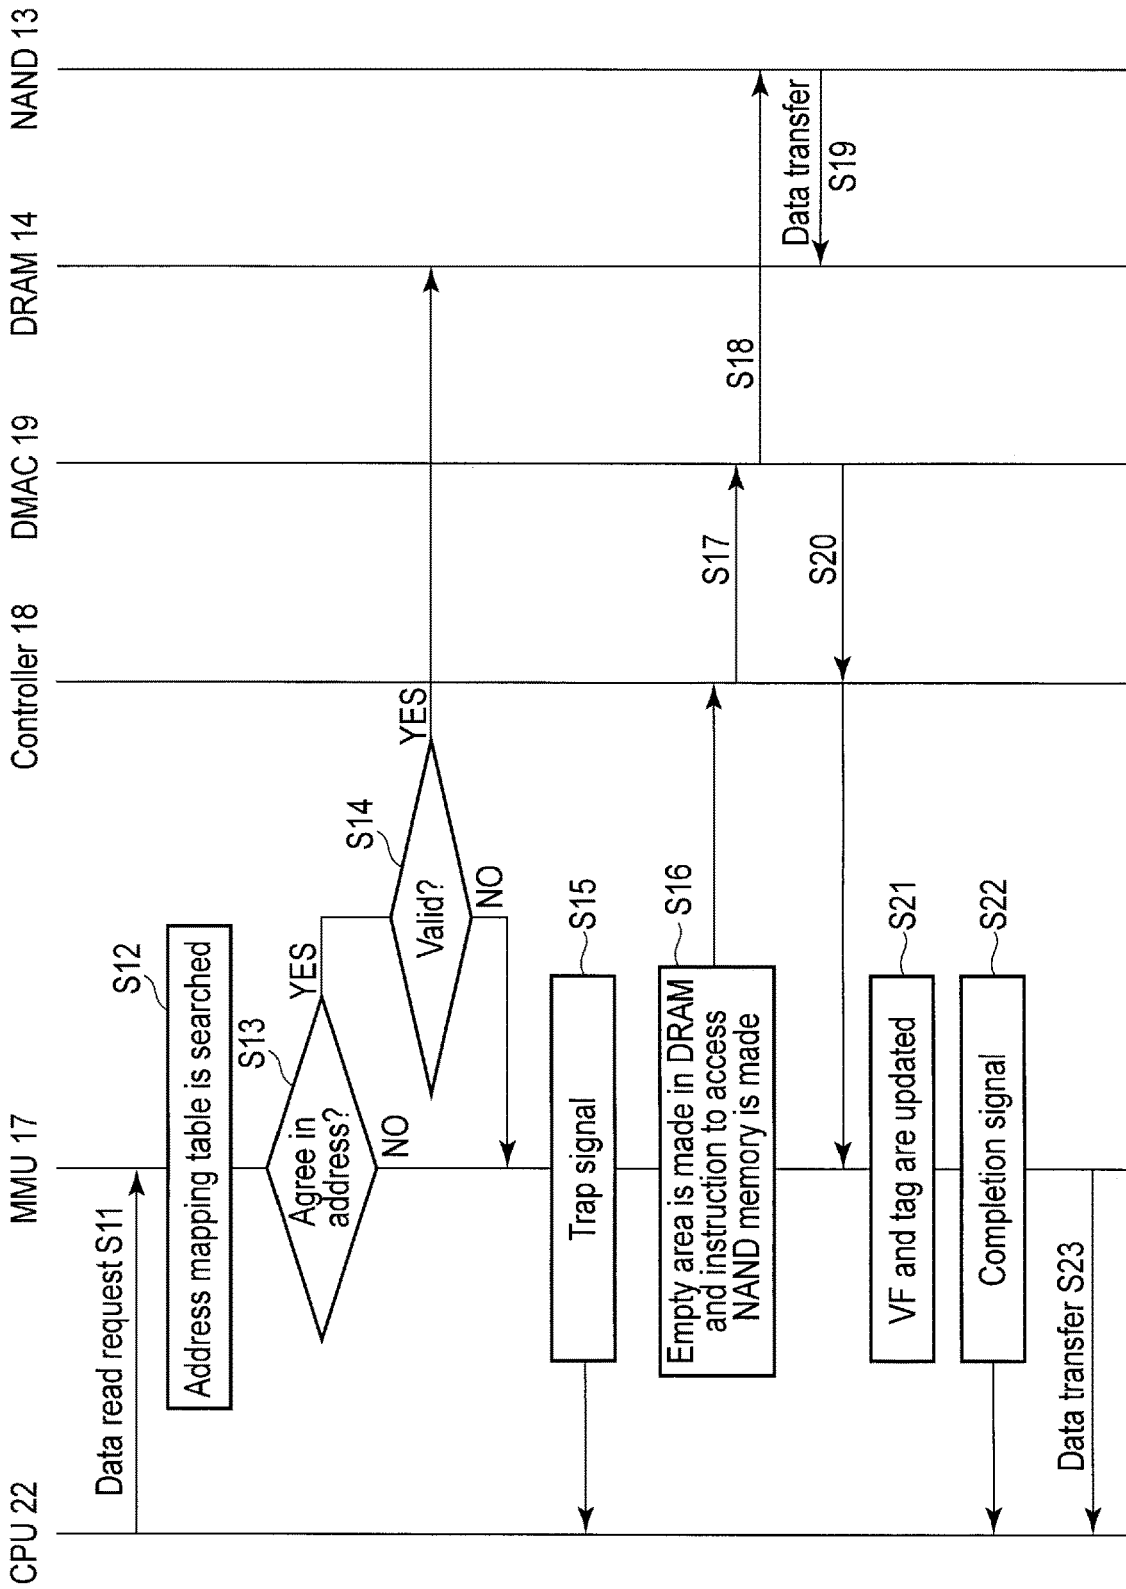 CPU 22
MMU 17
Controller 18
DMAC 19
DRAM 14
NAND 13
Data read request S11
S12
Address mapping table is searched
S13
Agree in
address?
YES
NO
S14
Valid?
YES
NO
S15
Trap signal
S16
Empty area is made in DRAM
and instruction to access
NAND memory is made
S17
S18
Data transfer
S19
S20
S21
VF and tag are updated
S22
Completion signal
Data transfer S23